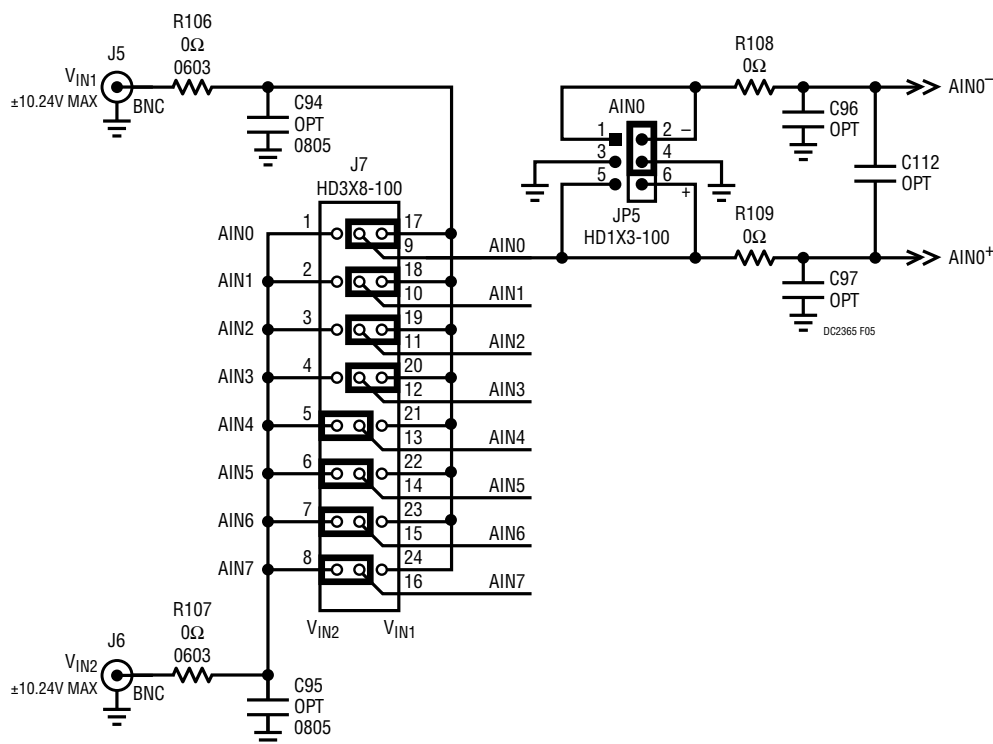 R106
0Ω
0603
J5
VIN1
±10.24V MAX
BNC
C94
OPT
0805
J7
HD3X8-100
AIN0 1 17
9 AIN0
AIN1 2 18
10 AIN1
AIN2 3 19
11 AIN2
AIN3 4 20
12 AIN3
AIN4 5 21
13 AIN4
AIN5 6 22
14 AIN5
AIN6 7 23
15 AIN6
AIN7 8 24
16 AIN7
VIN2 VIN1
R107
0Ω
0603
J6
VIN2
±10.24V MAX
BNC
C95
OPT
0805
AIN0
1 2 –
3 4
5 6
+
JP5
HD1X3-100
R108
0Ω
AIN0–
C96
OPT
C112
OPT
R109
0Ω
AIN0+
C97
OPT
DC2365 F05